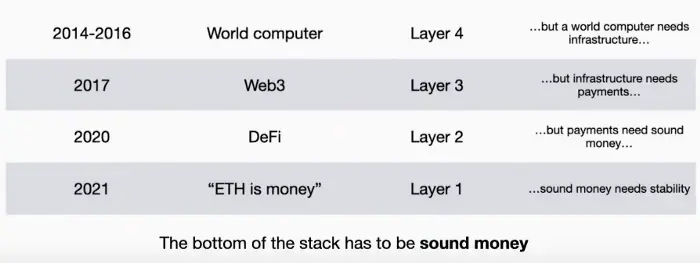 2014-2016 World computer Layer 4 ...but a world computer needs
infrastructure...
2017 Web3 Layer 3 ...but infrastructure needs
payments...
2020 DeFi Layer 2 ...but payments need sound
money...
2021 “ETH is money” Layer 1 ...sound money needs stability
The bottom of the stack has to be sound money